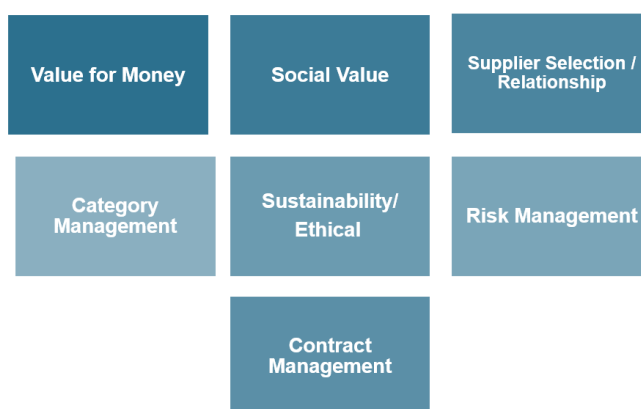 Value for Money
Social Value
Supplier Selection /
Relationship
Category
Management
Sustainability/
Ethical
Risk Management
Contract
Management